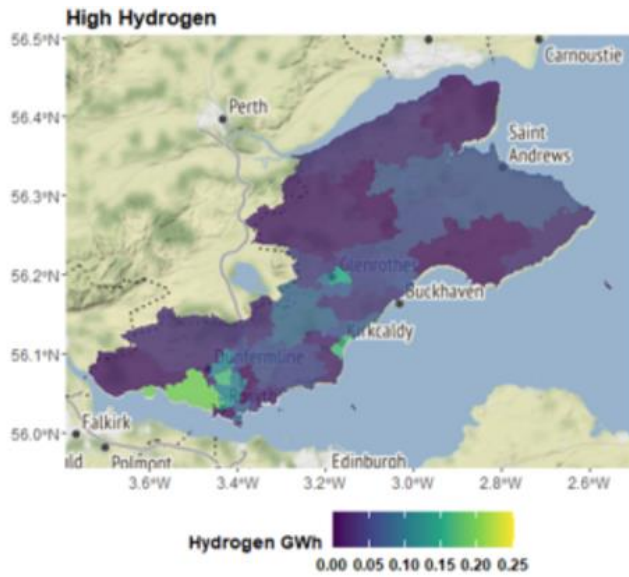 High Hydrogen
56.5°N
56.4°N
56.3°N
56.2°N
56.1°N
56.0°N
Carnoustie
Perth
Saint
Andrews
Glenrothes
Buckhaven
Kirkcaldy
Dunfermline
Falkirk
Polmont
Edinburgh
3.6°W 3.4°W 3.2°W 3.0°W 2.8°W 2.6°W
Hydrogen GWh
0.00 0.05 0.10 0.15 0.20 0.25